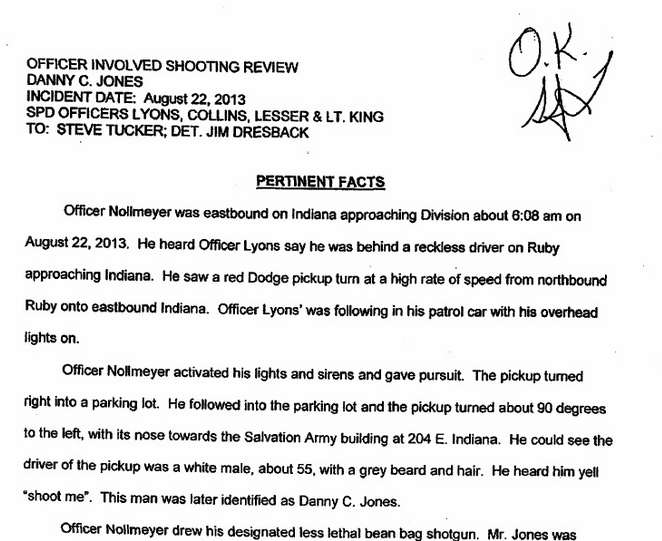 O.K.
OFFICER INVOLVED SHOOTING REVIEW
DANNY C. JONES
INCIDENT DATE: August 22, 2013
SPD OFFICERS LYONS, COLLINS, LESSER & LT. KING
TO: STEVE TUCKER; DET. JIM DRESBACK
PERTINENT FACTS
Officer Nollmeyer was eastbound on Indiana approaching Division about 6:08 am on
August 22, 2013. He heard Officer Lyons say he was behind a reckless driver on Ruby
approaching Indiana. He saw a red Dodge pickup turn at a high rate of speed from northbound
Ruby onto eastbound Indiana. Officer Lyons' was following in his patrol car with his overhead
lights on.
Officer Nollmeyer activated his lights and sirens and gave pursuit. The pickup turned
right into a parking lot. He followed into the parking lot and the pickup turned about 90 degrees
to the left, with its nose towards the Salvation Army building at 204 E. Indiana. He could see the
driver of the pickup was a white male, about 55, with a grey beard and hair. He heard him yell
"shoot me". This man was later identified as Danny C. Jones.
Officer Nollmeyer drew his designated less lethal bean bag shotgun. Mr. Jones was